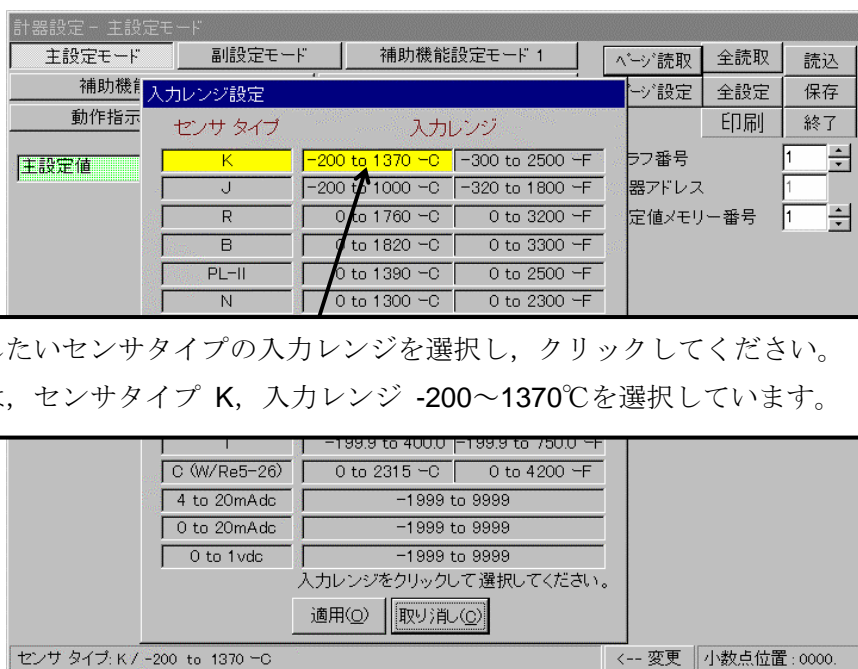 計器設定 - 主設定モード
主設定モード 副設定モード 補助機能設定モード 1 ページ読取 全読取 読込
補助機能 ページ設定 全設定 保存
動作指示 印刷 終了
入力レンジ設定
センサ タイプ 入力レンジ
主設定値
K -200 to 1370 ~C -300 to 2500 ~F
J -200 to 1000 ~C -320 to 1800 ~F
R 0 to 1760 ~C 0 to 3200 ~F
B 0 to 1820 ~C 0 to 3300 ~F
PL-II 0 to 1390 ~C 0 to 2500 ~F
N 0 to 1300 ~C 0 to 2300 ~F
ラフ番号 1
器アドレス 1
定値メモリー番号 1
たいセンサタイプの入力レンジを選択し，クリックしてください。
，センサタイプ K，入力レンジ -200～1370℃を選択しています。
-199.9 to 400.0 -199.9 to 750.0 ~F
C (W/Re5-26) 0 to 2315 ~C 0 to 4200 ~F
4 to 20mAdc -1999 to 9999
0 to 20mAdc -1999 to 9999
0 to 1vdc -1999 to 9999
入力レンジをクリックして選択してください。
適用(O) 取り消し(C)
センサ タイプ: K / -200 to 1370 ~C <-- 変更 小数点位置 : 0000.